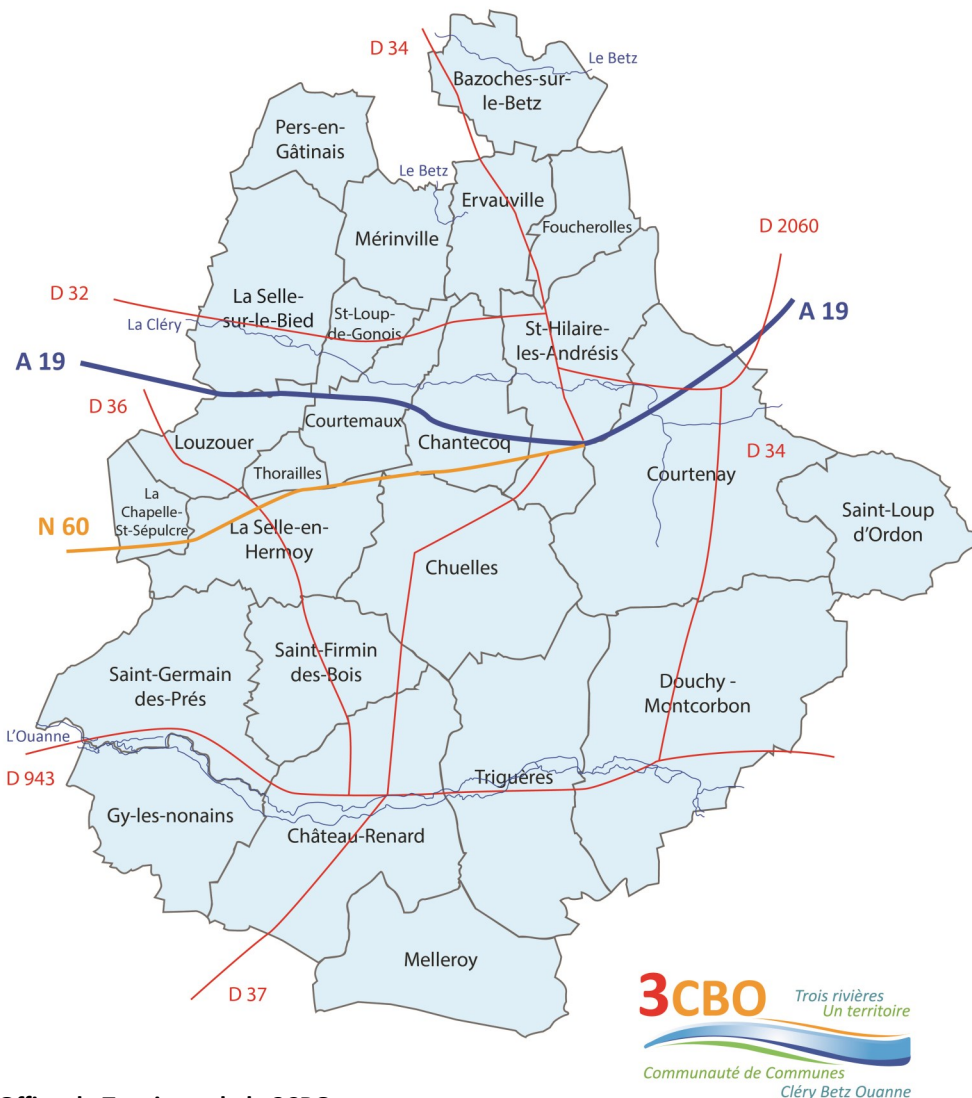 D 34
Le Betz
Bazoches-sur-
le-Betz
Pers-en-
Gâtinais
Le Betz
Ervauville
Foucherolles
D 2060
Mérinville
D 32
La Selle-
sur-le-Bied
St-Loup-
de-Gonois
La Cléry
St-Hilaire-
les-Andrésis
A 19
A 19
D 36
Courtemaux
Louzouer
Chantecoq
D 34
Thorailles
Courtenay
La
Chapelle-
St-Sépulcre
Saint-Loup
d'Ordon
N 60
La Selle-en-
Hermoy
Chuelles
Saint-Firmin
des-Bois
Saint-Germain
des-Prés
Douchy -
Montcorbon
L'Ouanne
D 943
Triguères
Gy-les-nonains
Château-Renard
Melleroy
D 37
3CBO
Trois rivières
Un territoire
Communauté de Communes
Cléry Betz Ouanne